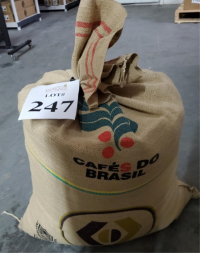 LOTE
247
CAFÉS DO
BRASIL